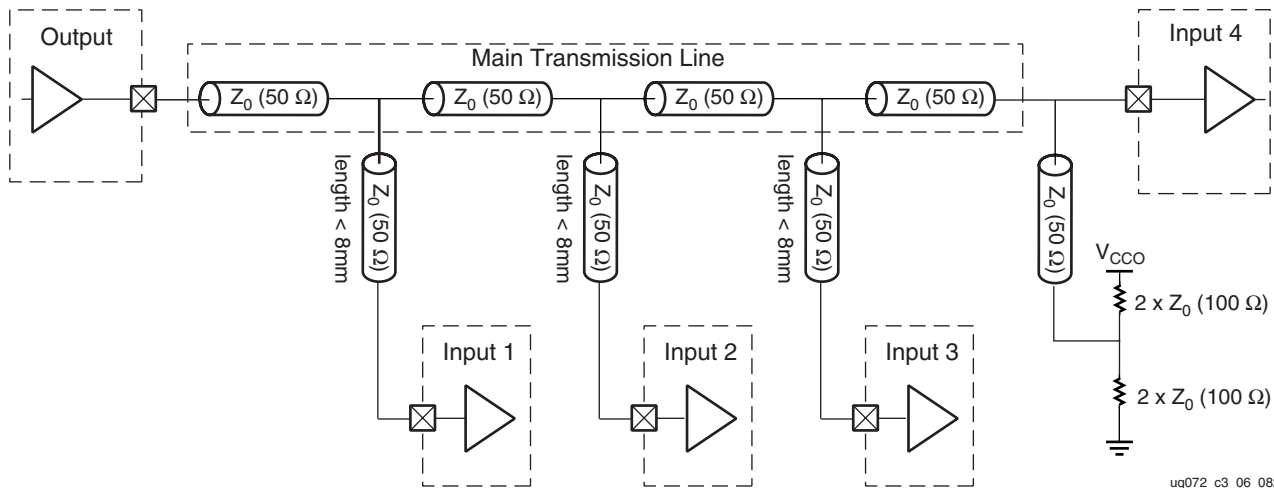 Output
Main Transmission Line
Input 4
Z₀ (50 Ω)
Z₀ (50 Ω)
Z₀ (50 Ω)
Z₀ (50 Ω)
length < 8mm
Z₀ (50 Ω)
length < 8mm
Z₀ (50 Ω)
length < 8mm
Z₀ (50 Ω)
Z₀ (50 Ω)
V_CCO
2 x Z₀ (100 Ω)
2 x Z₀ (100 Ω)
Input 1
Input 2
Input 3